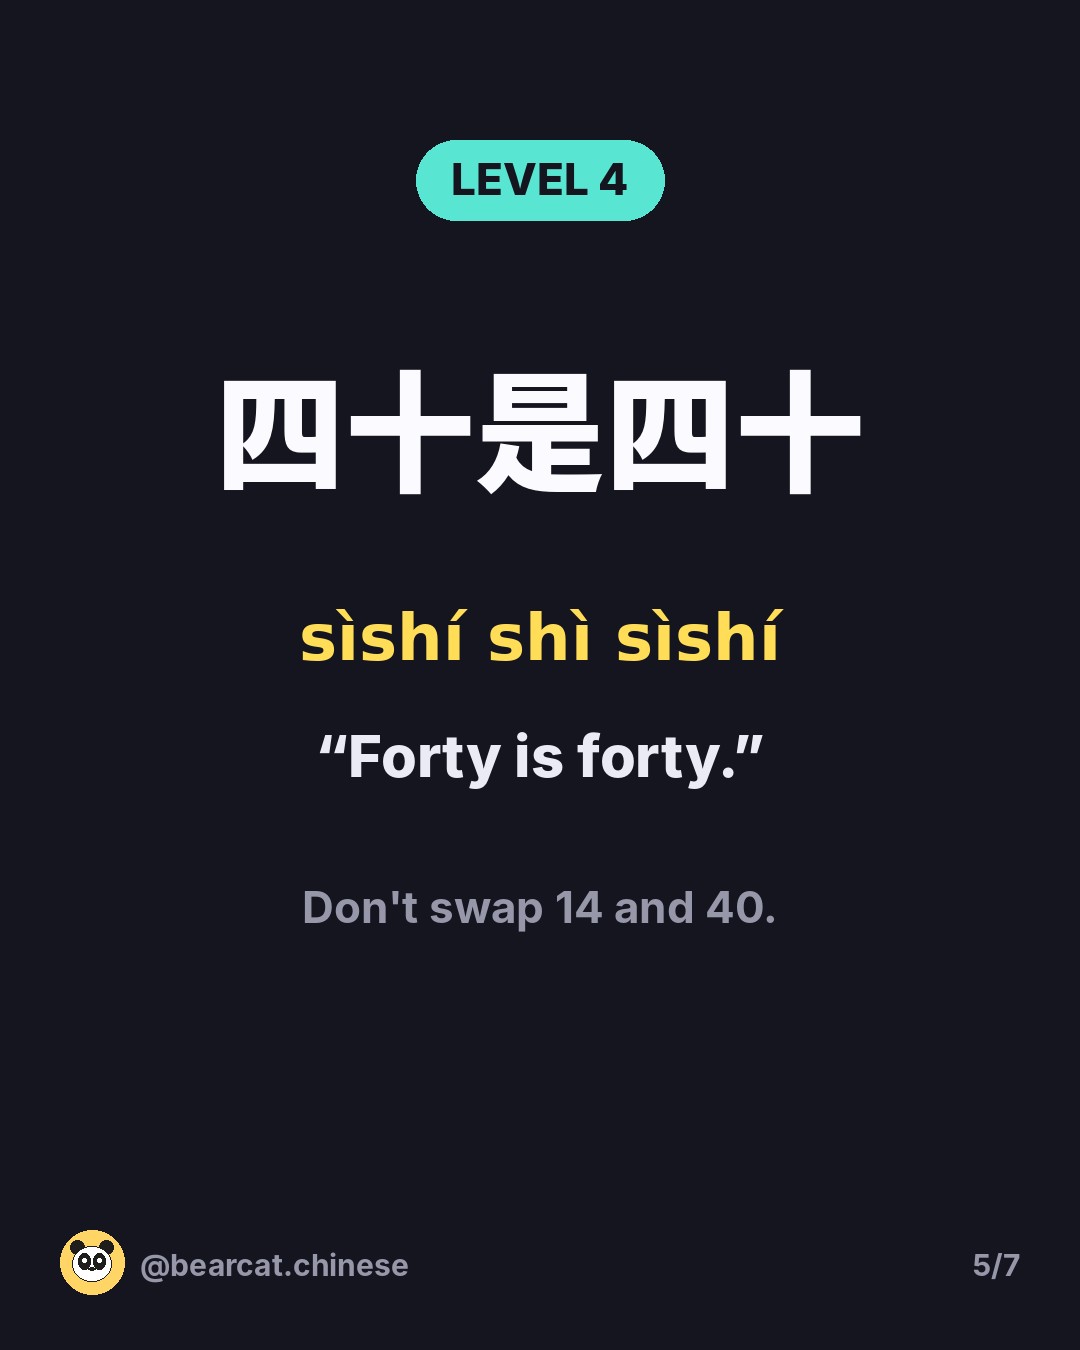 LEVEL 4
四十是四十
sìshí shì sìshí
“Forty is forty.”
Don't swap 14 and 40.
@bearcat.chinese
5/7